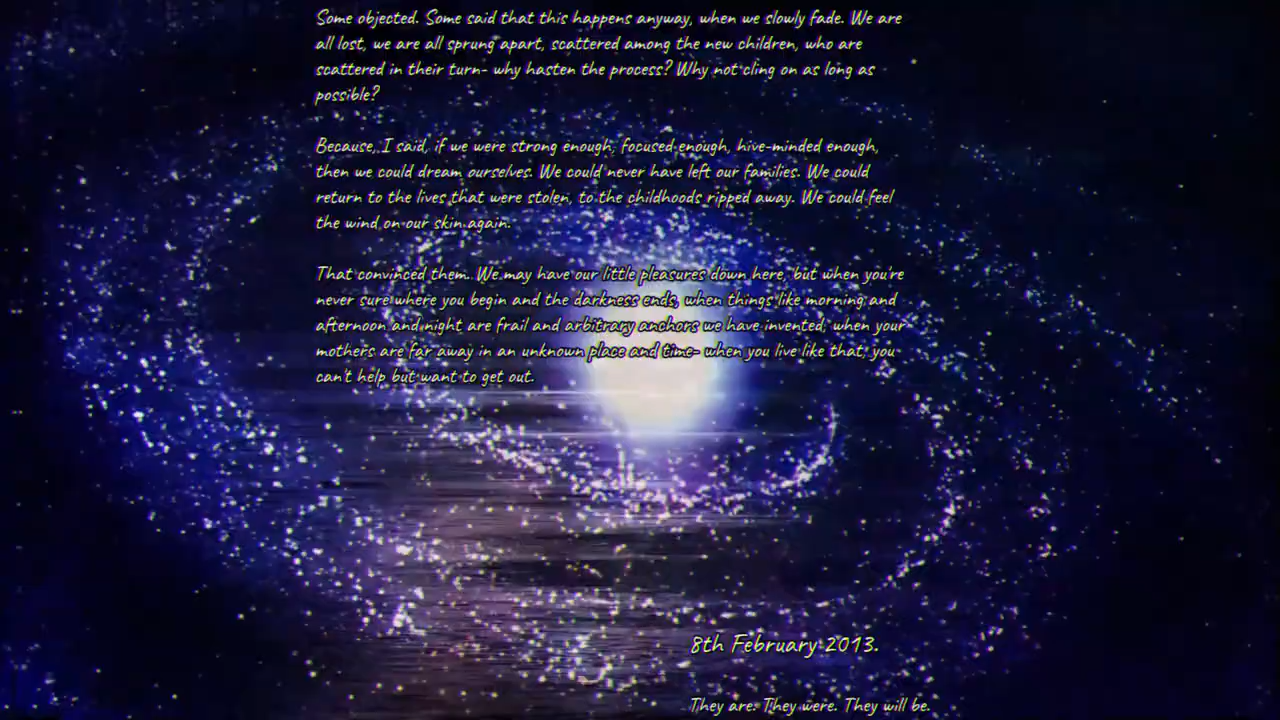 Some objected. Some said that this happens anyway, when we slowly fade. We are
all lost, we are all sprung apart, scattered among the new children, who are
scattered in their turn- why hasten the process? Why not cling on as long as
possible?
Because, I said, if we were strong enough, focused enough, hive-minded enough,
then we could dream ourselves. We could never have left our families. We could
return to the lives that were stolen, to the childhoods ripped away. We could feel
the wind on our skin again.
That convinced them. We may have our little pleasures down here, but when you're
never sure where you begin and the darkness ends, when things like morning and
afternoon and night are frail and arbitrary anchors we have invented, when your
mothers are far away in an unknown place and time- when you live like that, you
can't help but want to get out.
8th February 2013.
They are. They were. They will be.